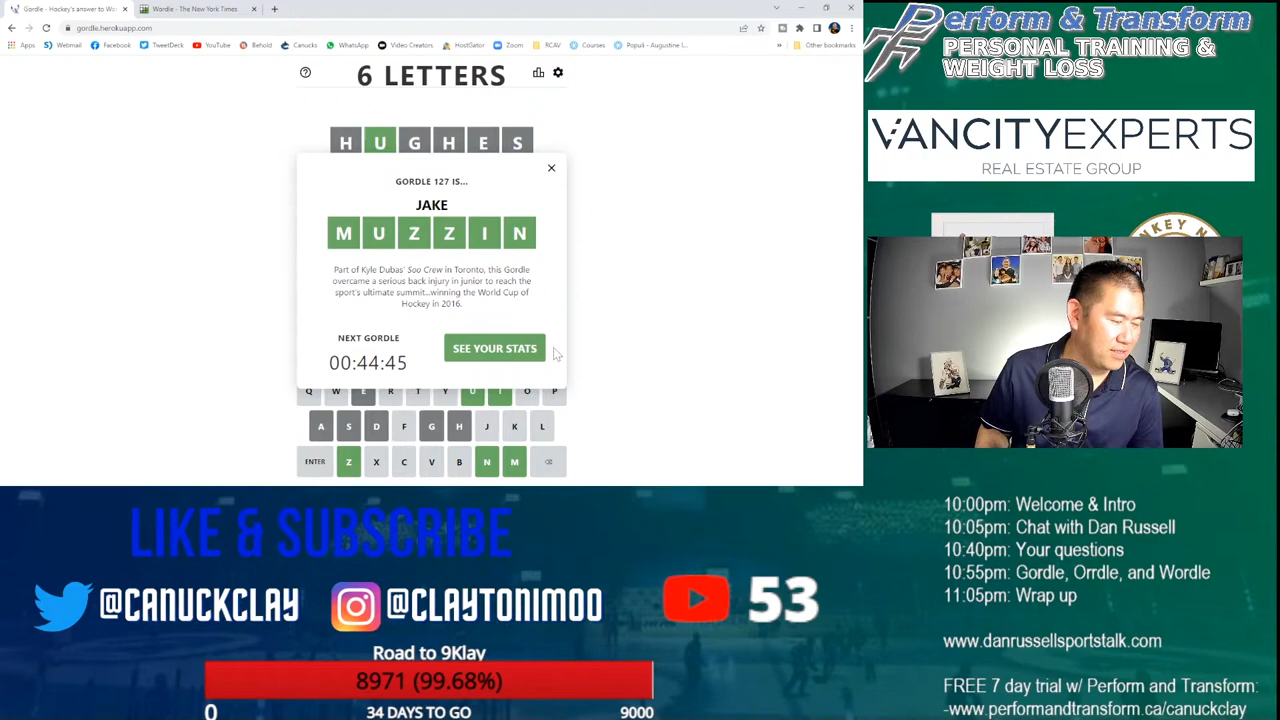 Gordle - Hockey's answer to Wo
Wordle - The New York Times
gordle.herokuapp.com
Apps
Webmail
Facebook
TweetDeck
YouTube
Behold
Canucks
WhatsApp
Video Creators
HostGator
Zoom
RCAV
Courses
Populi - Augustine I...
Other bookmarks
6 LETTERS
HUGHES
GORDLE 127 IS...
JAKE
MUZZIN
Part of Kyle Dubas' Soo Crew in Toronto, this Gordle
overcame a serious back injury in junior to reach the
sport's ultimate summit...winning the World Cup of
Hockey in 2016.
NEXT GORDLE
00:44:45
SEE YOUR STATS
Q W E R T Y U I O P
A S D F G H J K L
ENTER Z X C V B N M
Perform & Transform
PERSONAL TRAINING &
WEIGHT LOSS
VANCITYEXPERTS
REAL ESTATE GROUP
LIKE & SUBSCRIBE
@CANUCKCLAY
@CLAYTONIMOO
53
Road to 9Klay
8971 (99.68%)
0 34 DAYS TO GO 9000
10:00pm: Welcome & Intro
10:05pm: Chat with Dan Russell
10:40pm: Your questions
10:55pm: Gordle, Orrdle, and Wordle
11:05pm: Wrap up
www.danrussellsportstalk.com
FREE 7 day trial w/ Perform and Transform:
-www.performandtransform.ca/canuckclay